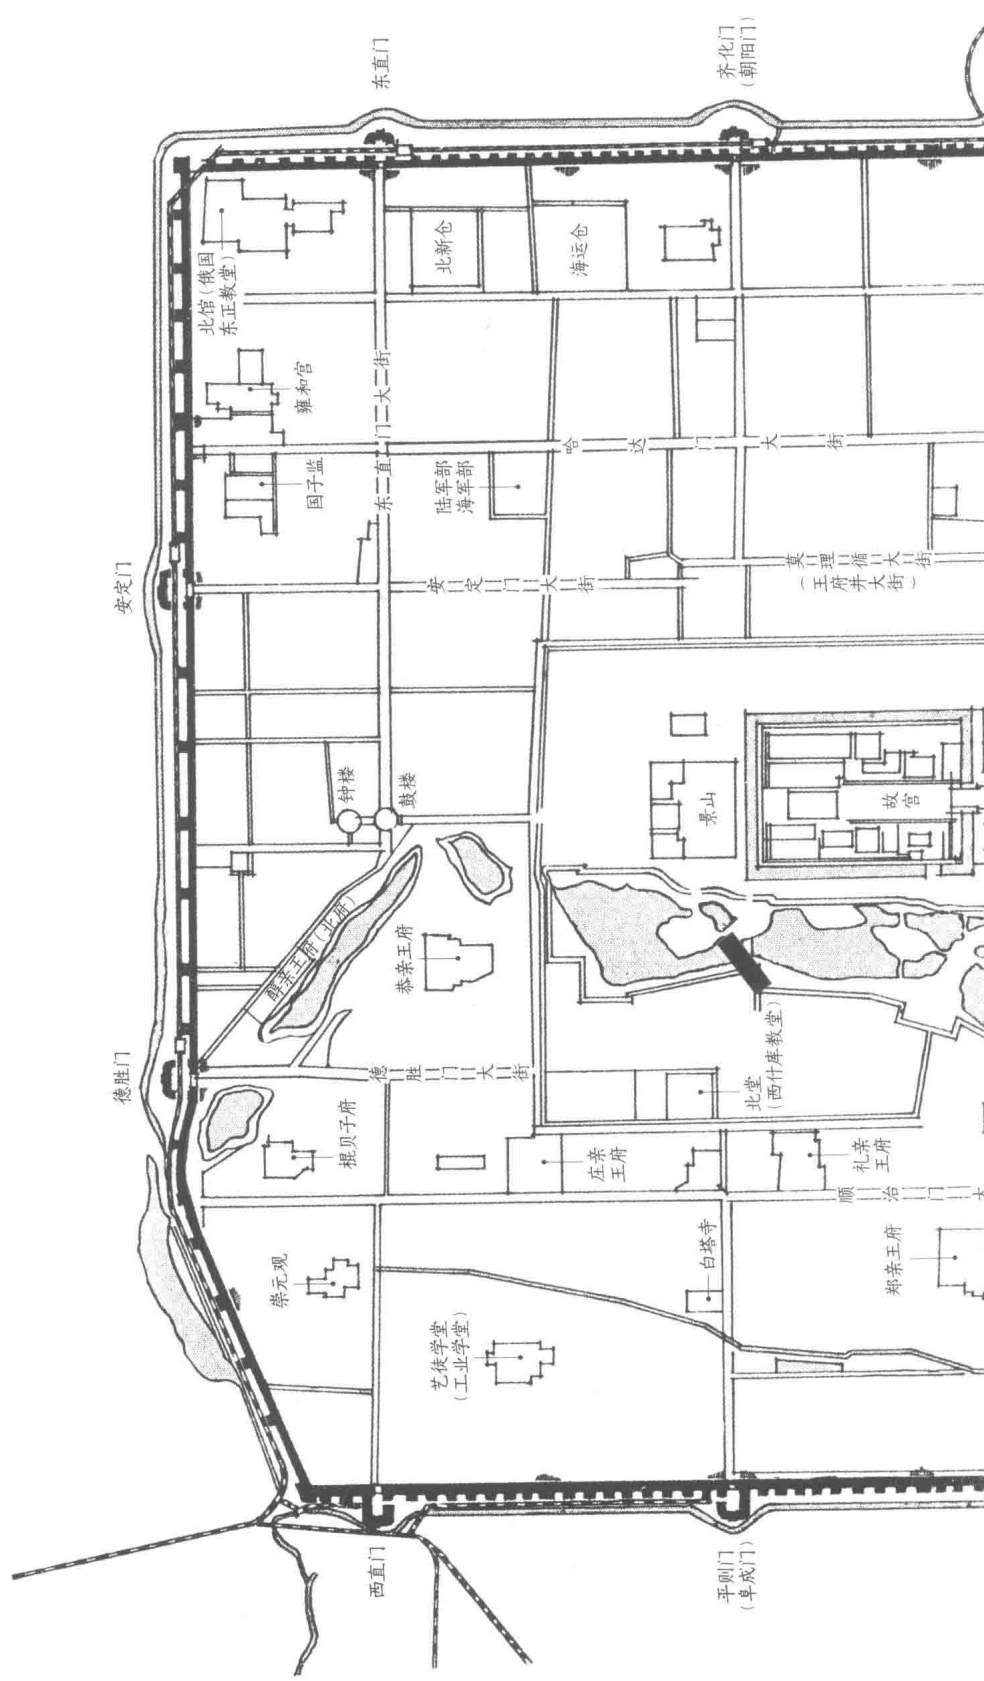 德胜门
安定门
东直门
齐化门
(朝阳门)
西直门
平则门
(阜成门)
北馆(俄国
东正教堂)
雍和宫
国子监
东直门大街
北新仓
海运仓
陆军部
海军部
哈达门大街
安定门大街
莫理循大街
(王府井大街)
钟楼
鼓楼
醇亲王府(北府)
恭亲王府
德胜门大街
棍贝子府
崇元观
艺徒学堂
(工业学堂)
景山
故宫
北堂
(西什库教堂)
庄亲
王府
礼亲
王府
顺治门大
白塔寺
郑亲王府